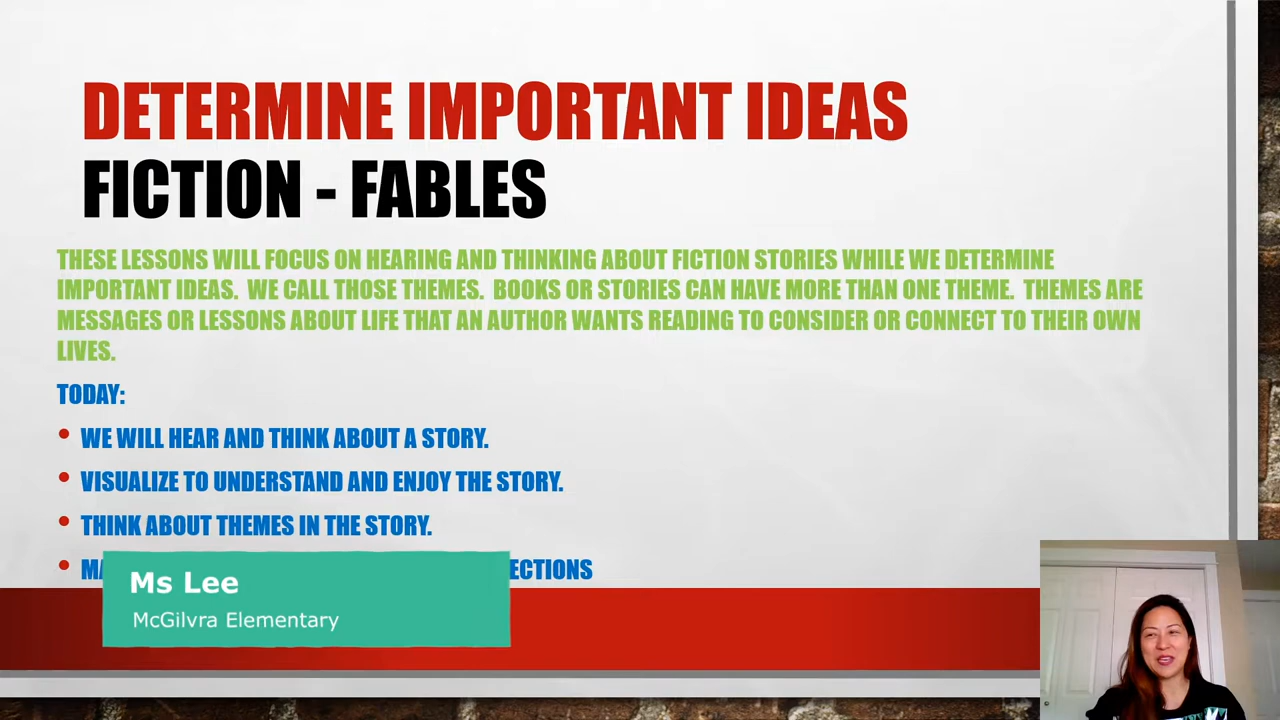 DETERMINE IMPORTANT IDEAS
FICTION - FABLES
THESE LESSONS WILL FOCUS ON HEARING AND THINKING ABOUT FICTION STORIES WHILE WE DETERMINE
IMPORTANT IDEAS. WE CALL THOSE THEMES. BOOKS OR STORIES CAN HAVE MORE THAN ONE THEME. THEMES ARE
MESSAGES OR LESSONS ABOUT LIFE THAT AN AUTHOR WANTS READING TO CONSIDER OR CONNECT TO THEIR OWN
LIVES.
TODAY:
• WE WILL HEAR AND THINK ABOUT A STORY.
• VISUALIZE TO UNDERSTAND AND ENJOY THE STORY.
• THINK ABOUT THEMES IN THE STORY.
Ms Lee
McGilvra Elementary